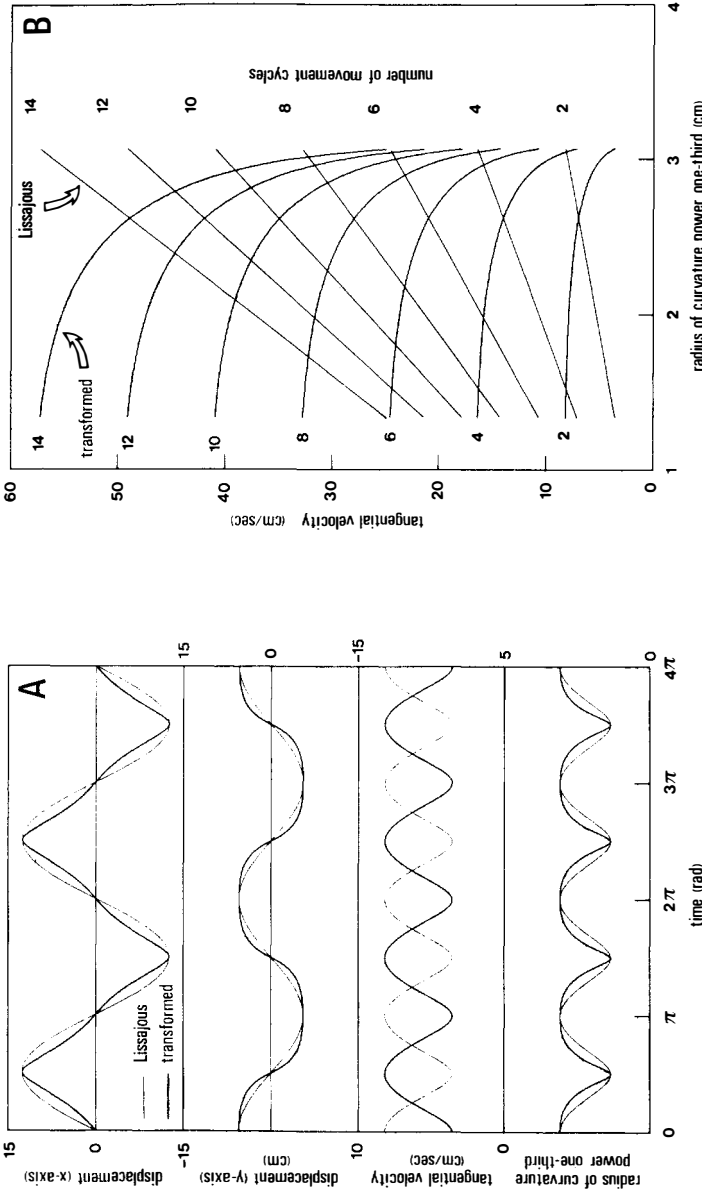 A
15
0
-15
displacement (x-axis)
Lissajous
transformed
15
0
-15
displacement (y-axis)
(cm)
10
0
tangential velocity
(cm/sec)
5
0
radius of curvature
power one-third
0
π
2π
3π
4π
time (rad)
B
60
50
40
30
20
10
0
tangential velocity (cm/sec)
14
12
10
8
6
4
2
transformed
Lissajous
14
12
10
8
6
4
2
number of movement cycles
1
2
3
4
radius of curvature power one-third (cm)